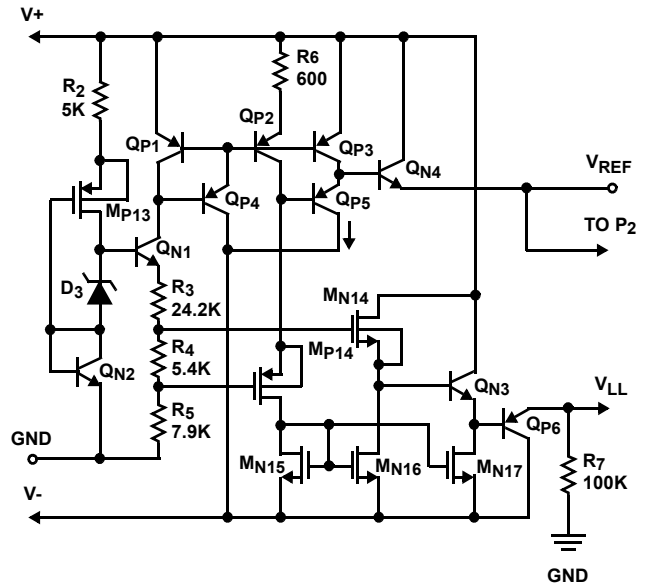 V+
R2
5K
R6
600
QP1
QP2
QP3
QN4
VREF
TO P2
MP13
QP4
QP5
QN1
D3
R3
24.2K
MN14
MP14
R4
5.4K
QN2
QN3
VLL
R5
7.9K
QP6
GND
MN15
MN16
MN17
R7
100K
V-
GND